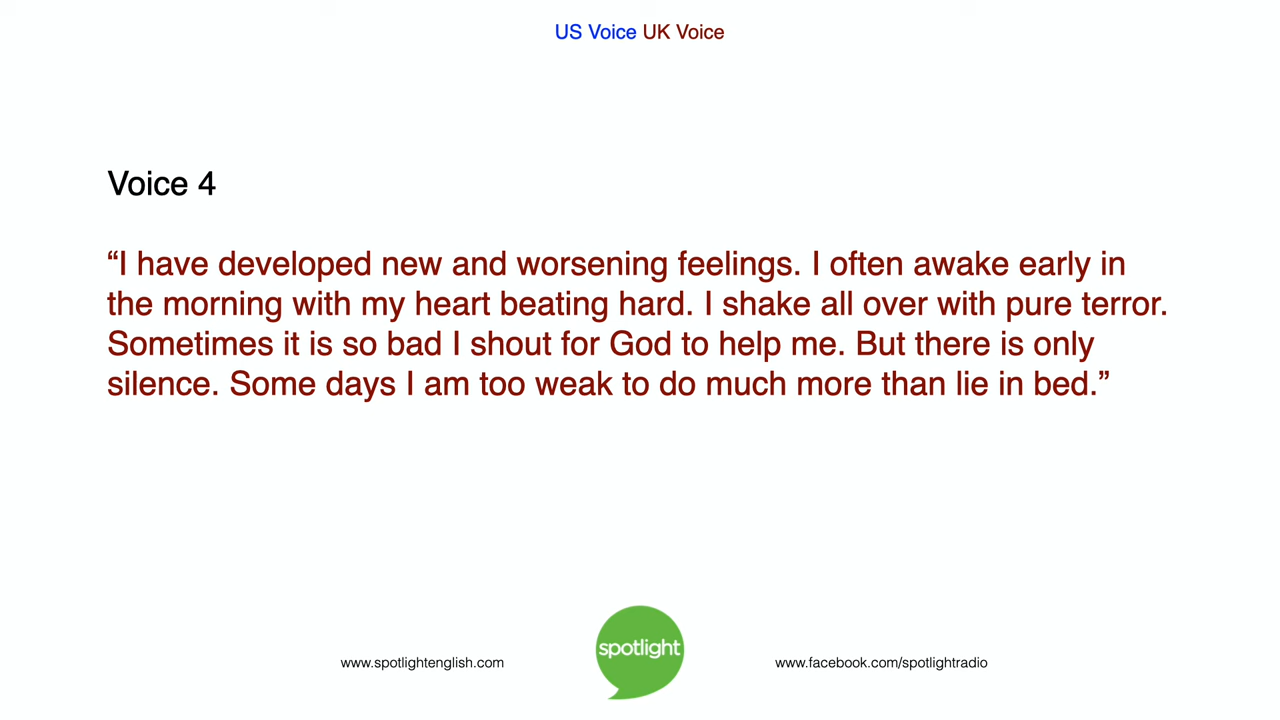 US Voice UK Voice
Voice 4
“I have developed new and worsening feelings. I often awake early in
the morning with my heart beating hard. I shake all over with pure terror.
Sometimes it is so bad I shout for God to help me. But there is only
silence. Some days I am too weak to do much more than lie in bed.”
www.spotlightenglish.com
spotlight
www.facebook.com/spotlightradio